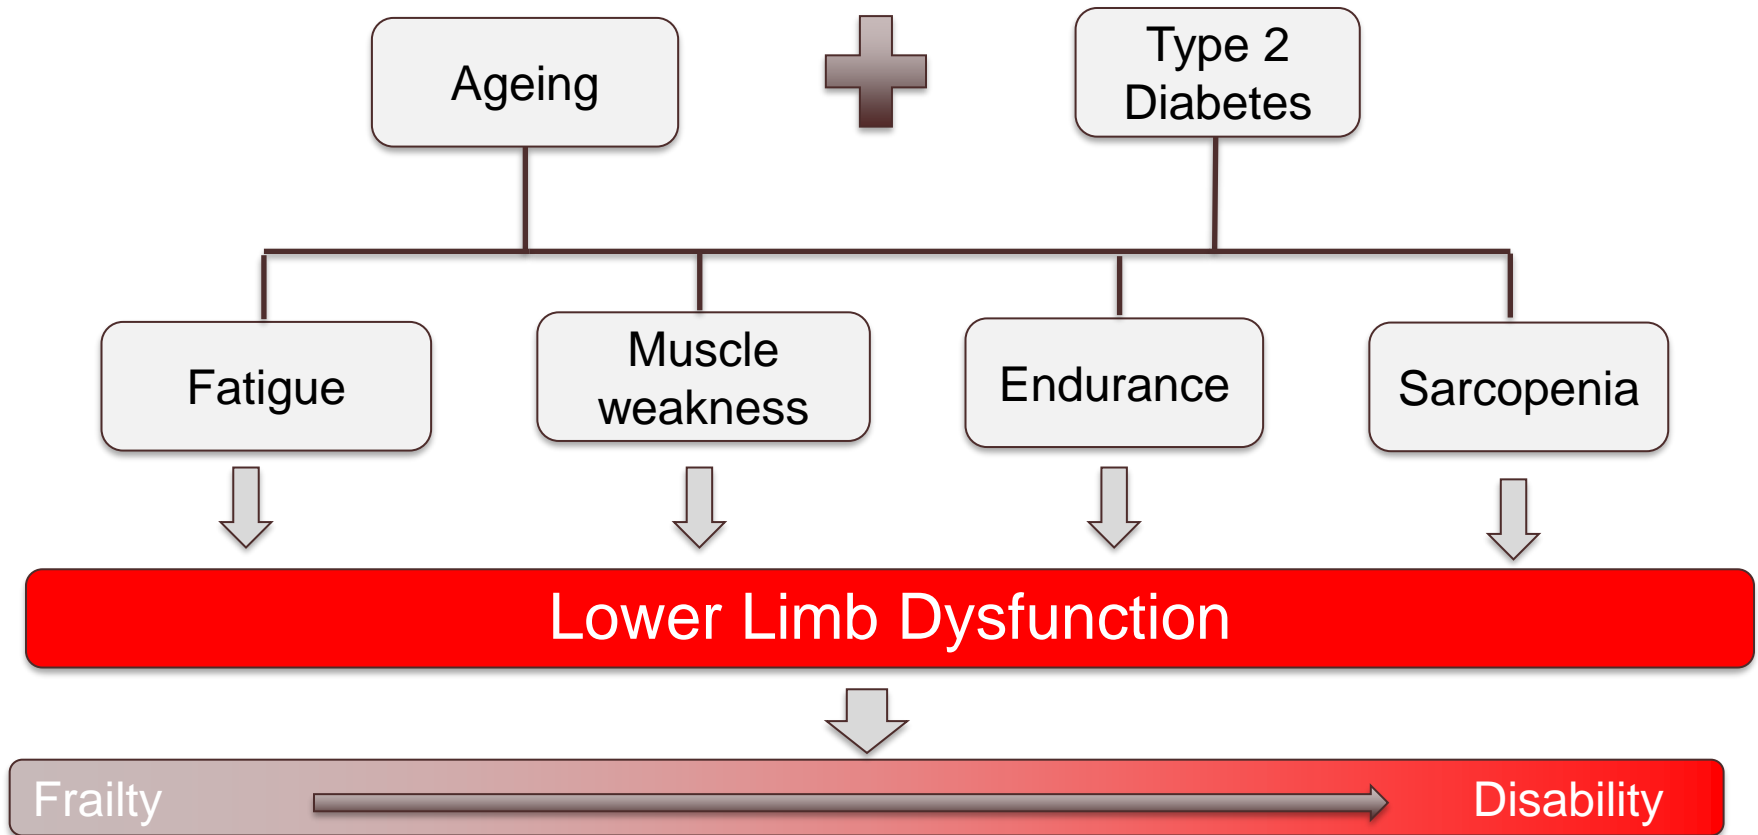 Ageing
Type 2
Diabetes
Fatigue
Muscle
weakness
Endurance
Sarcopenia
Lower Limb Dysfunction
Frailty
Disability